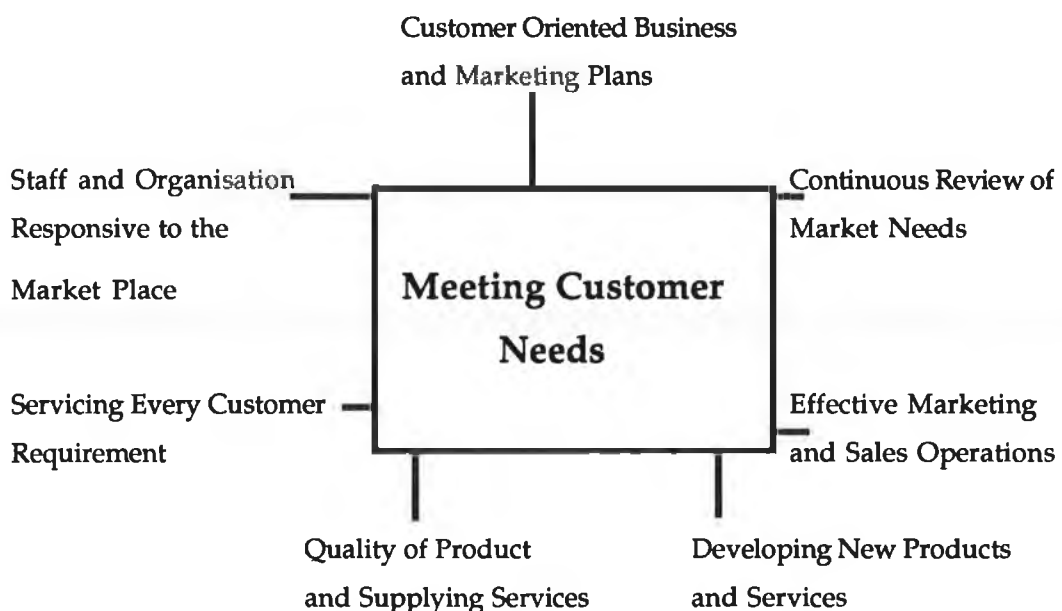 Customer Oriented Business
and Marketing Plans
Staff and Organisation
Responsive to the
Market Place
Continuous Review of
Market Needs
Meeting Customer
Needs
Servicing Every Customer
Requirement
Effective Marketing
and Sales Operations
Quality of Product
and Supplying Services
Developing New Products
and Services